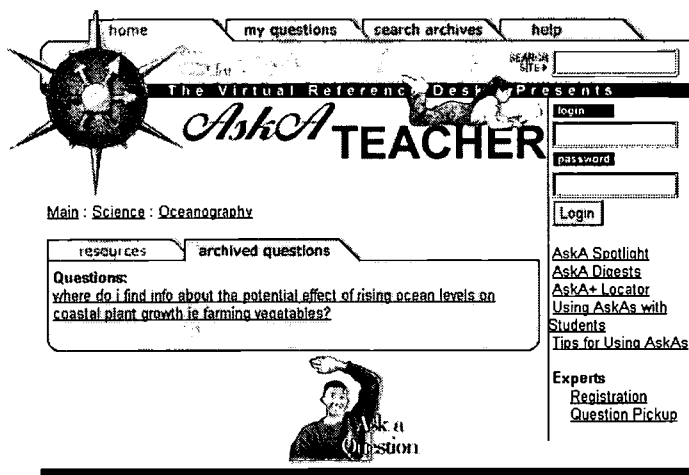 home my questions search archives help
SEARCH
SITE
The Virtual Reference Desk Presents
AskA TEACHER
login
password
Login
Main : Science : Oceanography
resources archived questions
Questions:
where do i find info about the potential effect of rising ocean levels on
coastal plant growth ie farming vegetables?
AskA Spotlight
AskA Digests
AskA+ Locator
Using AskAs with
Students
Tips for Using AskAs
Experts
Registration
Question Pickup
Ask a
Question